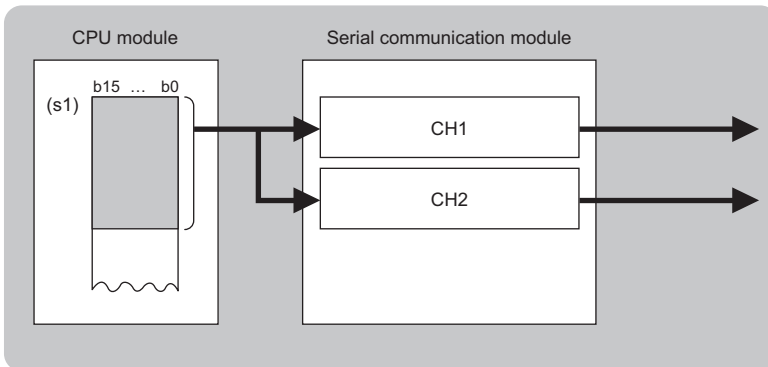 CPU module
Serial communication module
b15 … b0
(s1)
CH1
CH2